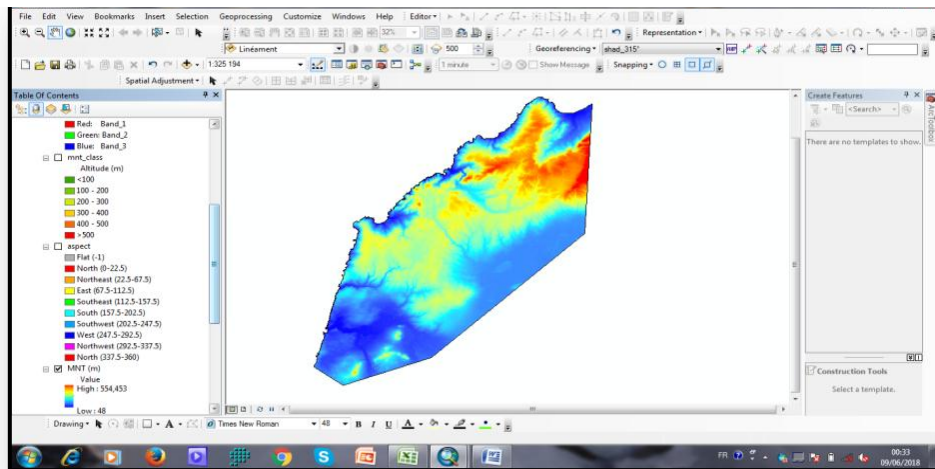 File Edit View Bookmarks Insert Selection Geoprocessing Customize Windows Help Editor
32% Representation
Linéament 500 Georeferencing shad_315°
1:325 194 1 minute Show Message Snapping
Spatial Adjustment
Table Of Contents
Red: Band_1
Green: Band_2
Blue: Band_3
mnt_class
Altitude (m)
<100
100 - 200
200 - 300
300 - 400
400 - 500
>500
aspect
Flat (-1)
North (0-22.5)
Northeast (22.5-67.5)
East (67.5-112.5)
Southeast (112.5-157.5)
South (157.5-202.5)
Southwest (202.5-247.5)
West (247.5-292.5)
Northwest (292.5-337.5)
North (337.5-360)
MNT (m)
Value
High : 554,453
Low : 48
Create Features
<Search>
There are no templates to show.
ArcToolbox
Construction Tools
Select a template.
Drawing A Times New Roman 48 B I U A
FR 00:33
09/06/2018